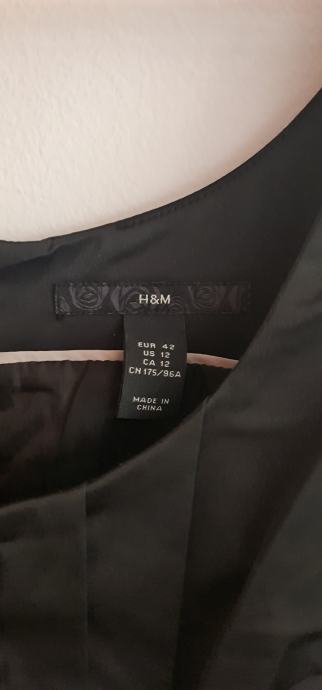 H&M
EUR 42
US 12
CA 12
CN 175/96A
MADE IN
CHINA